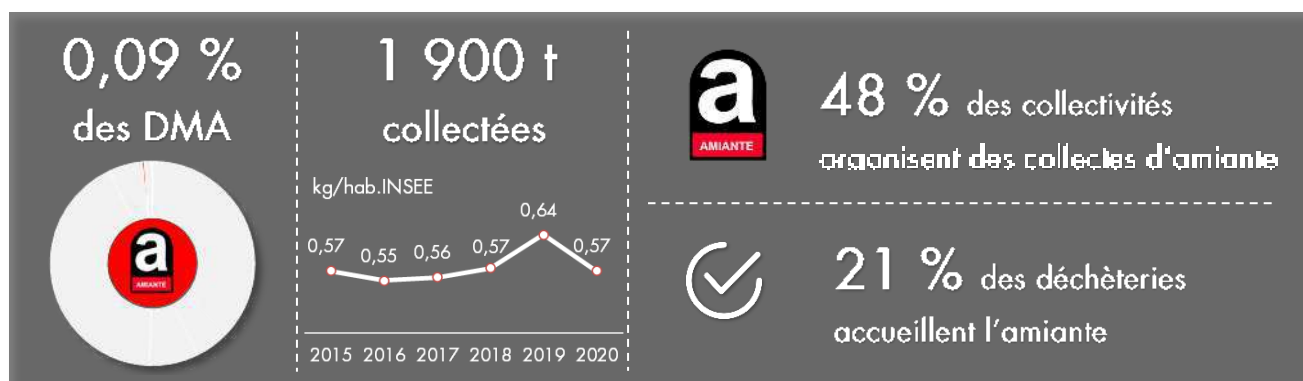 0,09 %
des DMA
a
AMIANTE
1 900 t
collectées
kg/hab.INSEE
0,57 0,55 0,56 0,57 0,64 0,57
2015 2016 2017 2018 2019 2020
a
AMIANTE
48 % des collectivités
organisent des collectes d'amiante
21 % des déchèteries
accueillent l'amiante